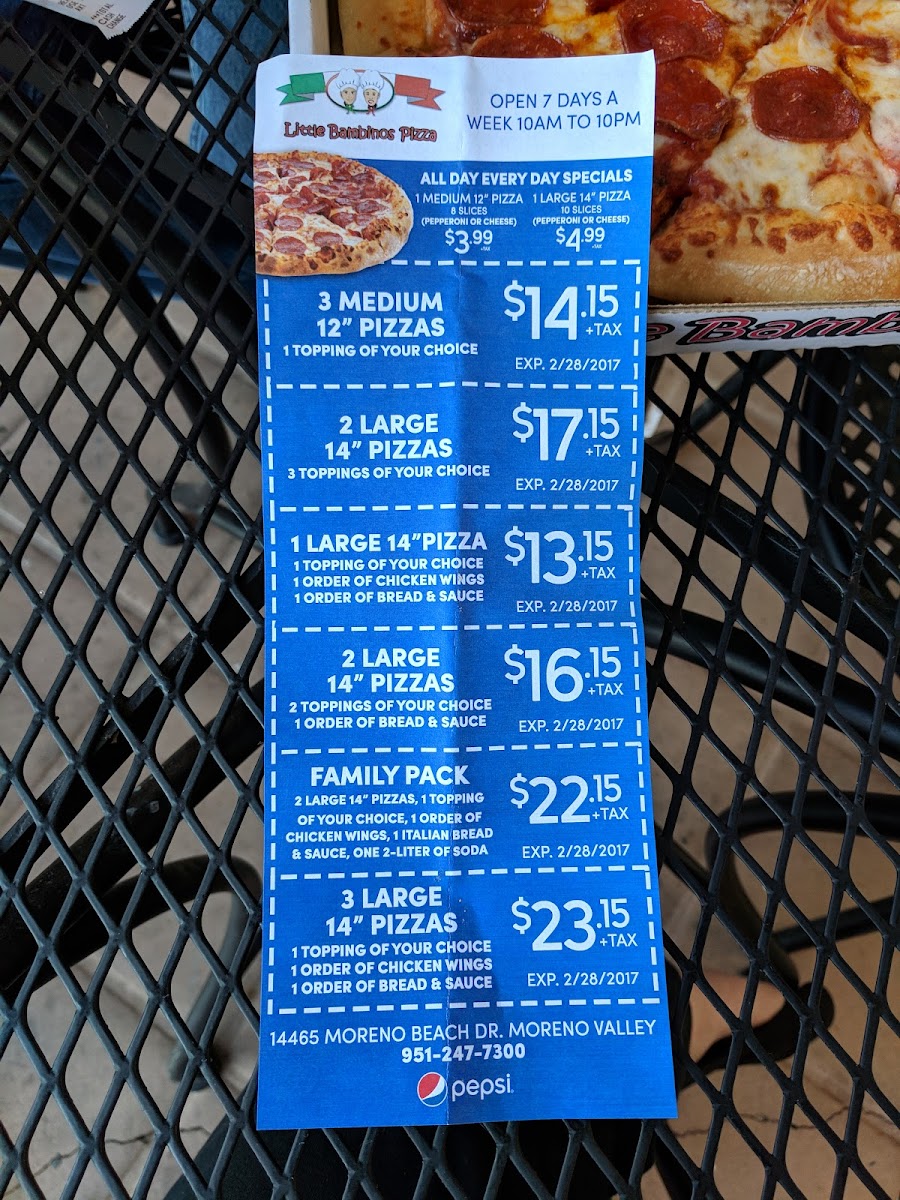 CASH
CHANGE
Little Bambinos Pizza
OPEN 7 DAYS A
WEEK 10AM TO 10PM
ALL DAY EVERY DAY SPECIALS
1 MEDIUM 12" PIZZA
8 SLICES
(PEPPERONI OR CHEESE)
$3.99
+TAX
1 LARGE 14" PIZZA
10 SLICES
(PEPPERONI OR CHEESE)
$4.99
+TAX
3 MEDIUM
12" PIZZAS
1 TOPPING OF YOUR CHOICE
$14.15
+TAX
EXP. 2/28/2017
2 LARGE
14" PIZZAS
3 TOPPINGS OF YOUR CHOICE
$17.15
+TAX
EXP. 2/28/2017
1 LARGE 14"PIZZA
1 TOPPING OF YOUR CHOICE
1 ORDER OF CHICKEN WINGS
1 ORDER OF BREAD & SAUCE
$13.15
+TAX
EXP. 2/28/2017
2 LARGE
14" PIZZAS
2 TOPPINGS OF YOUR CHOICE
1 ORDER OF BREAD & SAUCE
$16.15
+TAX
EXP. 2/28/2017
FAMILY PACK
2 LARGE 14" PIZZAS, 1 TOPPING
OF YOUR CHOICE, 1 ORDER OF
CHICKEN WINGS, 1 ITALIAN BREAD
& SAUCE, ONE 2-LITER OF SODA
$22.15
+TAX
EXP. 2/28/2017
3 LARGE
14" PIZZAS
1 TOPPING OF YOUR CHOICE
1 ORDER OF CHICKEN WINGS
1 ORDER OF BREAD & SAUCE
$23.15
+TAX
EXP. 2/28/2017
14465 MORENO BEACH DR. MORENO VALLEY
951-247-7300
pepsi